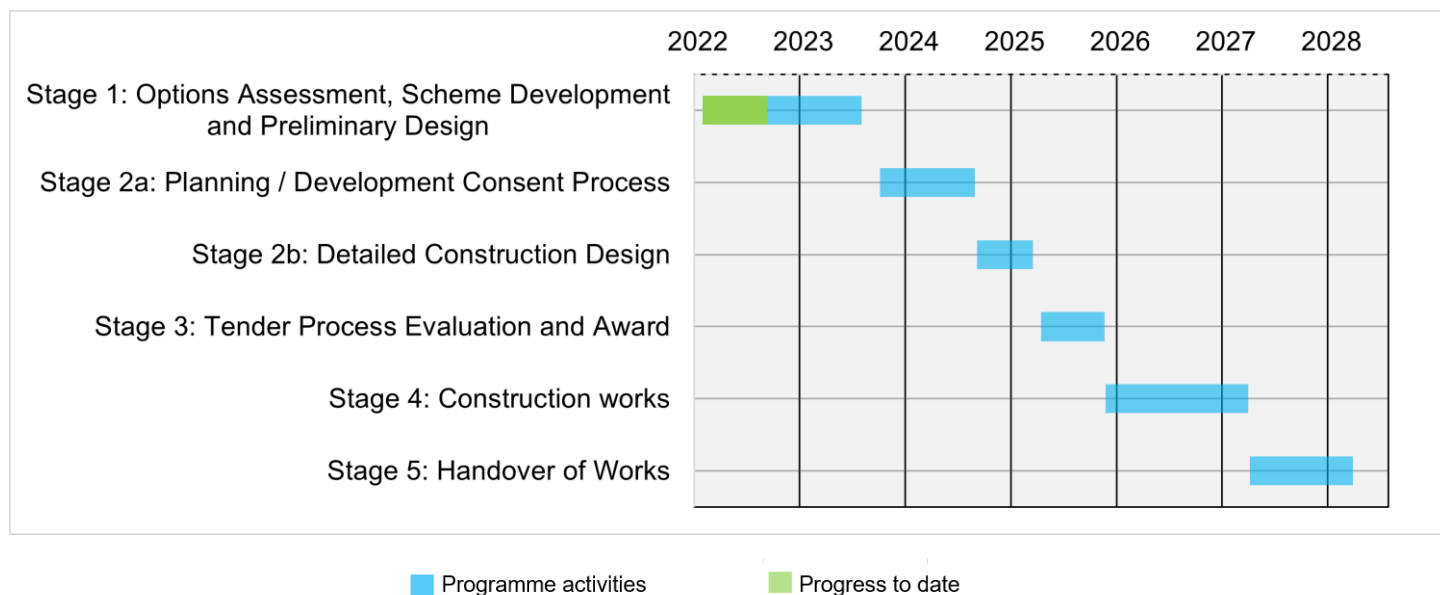 2022 2023 2024 2025 2026 2027 2028
Stage 1: Options Assessment, Scheme Development
and Preliminary Design
Stage 2a: Planning / Development Consent Process
Stage 2b: Detailed Construction Design
Stage 3: Tender Process Evaluation and Award
Stage 4: Construction works
Stage 5: Handover of Works
Programme activities Progress to date